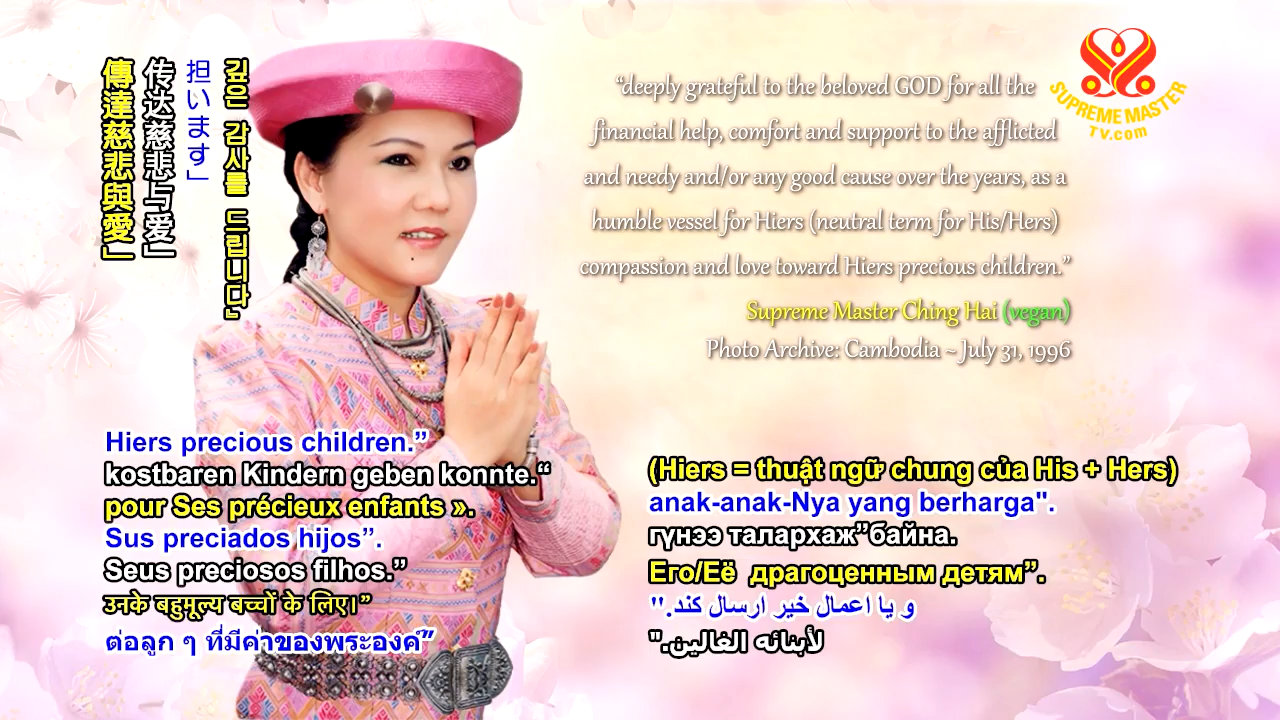 깊은 감사를 드립니다』
担います」
传达慈悲与爱」
傳達慈悲與愛」
“deeply grateful to the beloved GOD for all the
financial help, comfort and support to the afflicted
and needy and/or any good cause over the years, as a
humble vessel for Hiers (neutral term for His/Hers)
compassion and love toward Hiers precious children.”
Supreme Master Ching Hai (vegan)
Photo Archive: Cambodia ~ July 31, 1996
SUPREME MASTER
TV.com
Hiers precious children.”
kostbaren Kindern geben konnte.“
pour Ses précieux enfants ».
Sus preciados hijos”.
Seus preciosos filhos.”
उनके बहुमूल्य बच्चों के लिए।”
ต่อลูก ๆ ที่มีค่าของพระองค์”
(Hiers = thuật ngữ chung của His + Hers)
anak-anak-Nya yang berharga".
гүнээ талархаж”байна.
Его/Её драгоценным детям”.
و یا اعمال خیر ارسال کند."
لأبنائه الغالين."